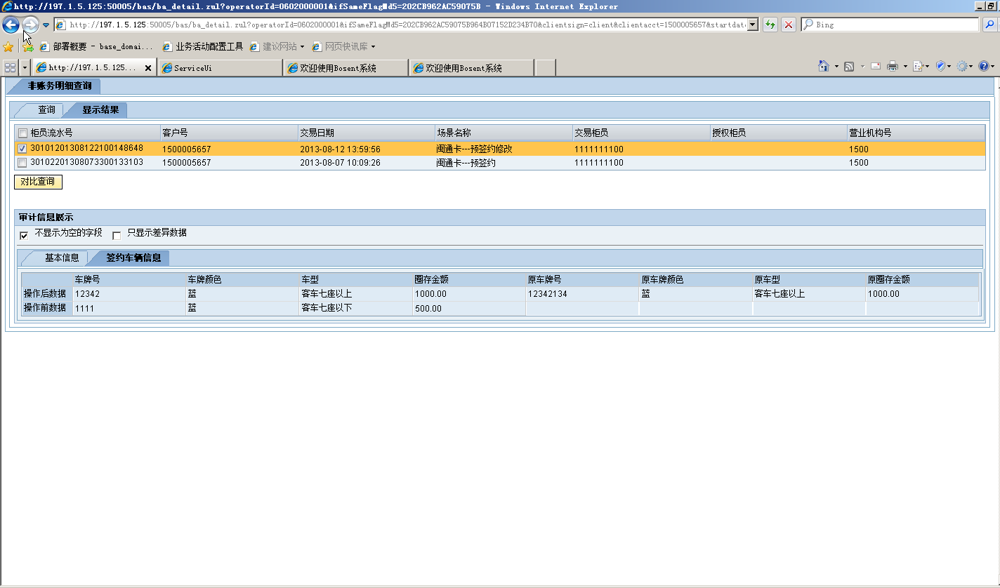 http://197.1.5.125:50005/bas/ba_detail.zul?operatorId=0602000001&ifSameFlagMd5=202CB962AC59075B - Windows Internet Explorer
http://197.1.5.125:50005/bas/ba_detail.zul?operatorId=0602000001&ifSameFlagMd5=202CB962AC59075B964B07152D234B70&clientsign=client&clientacct=1500005657&startdat Bing
部署概要 - base_domai... 业务活动配置工具 建议网站 网页快讯库
http://197.1.5.125... ServiceUi 欢迎使用Bosent系统 欢迎使用Bosent系统
非账务明细查询
查询 显示结果
柜员流水号 客户号 交易日期 场景名称 交易柜员 授权柜员 营业机构号
30101201308122100148648 1500005657 2013-08-12 13:59:56 闽通卡---预签约修改 1111111100 1500
30102201308073300133103 1500005657 2013-08-07 10:09:26 闽通卡---预签约 1111111100 1500
对比查询
审计信息展示
不显示为空的字段 只显示差异数据
基本信息 签约车辆信息
车牌号 车牌颜色 车型 圈存金额 原车牌号 原车牌颜色 原车型 原圈存金额
操作后数据 12342 蓝 客车七座以上 1000.00 12342134 蓝 客车七座以上 1000.00
操作前数据 1111 蓝 客车七座以下 500.00